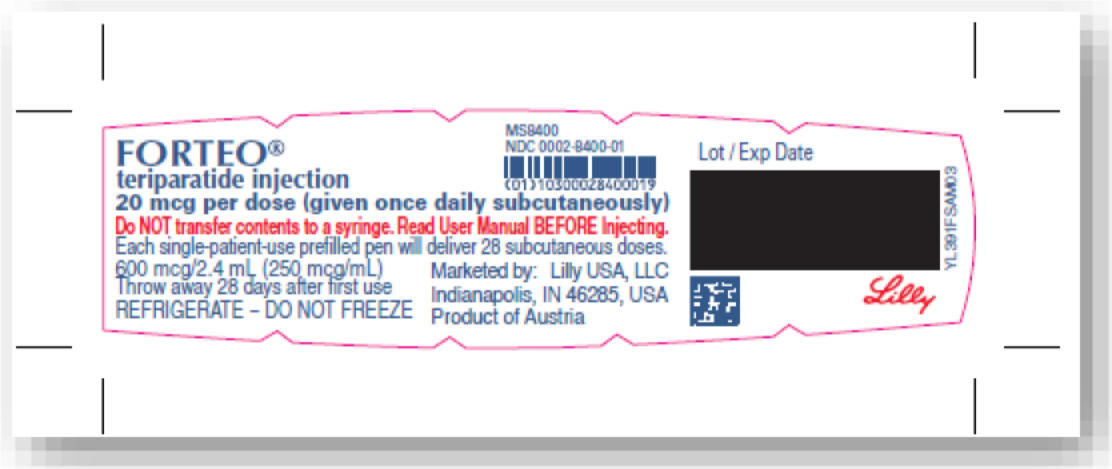 FORTEO®
teriparatide injection
MS8400
NDC 0002-8400-01
(01)10300028400019
20 mcg per dose (given once daily subcutaneously)
Do NOT transfer contents to a syringe. Read User Manual BEFORE Injecting.
Each single-patient-use prefilled pen will deliver 28 subcutaneous doses.
600 mcg/2.4 mL (250 mcg/mL)
Throw away 28 days after first use
REFRIGERATE – DO NOT FREEZE
Marketed by: Lilly USA, LLC
Indianapolis, IN 46285, USA
Product of Austria
Lot / Exp Date
YL391FSAM03
Lilly